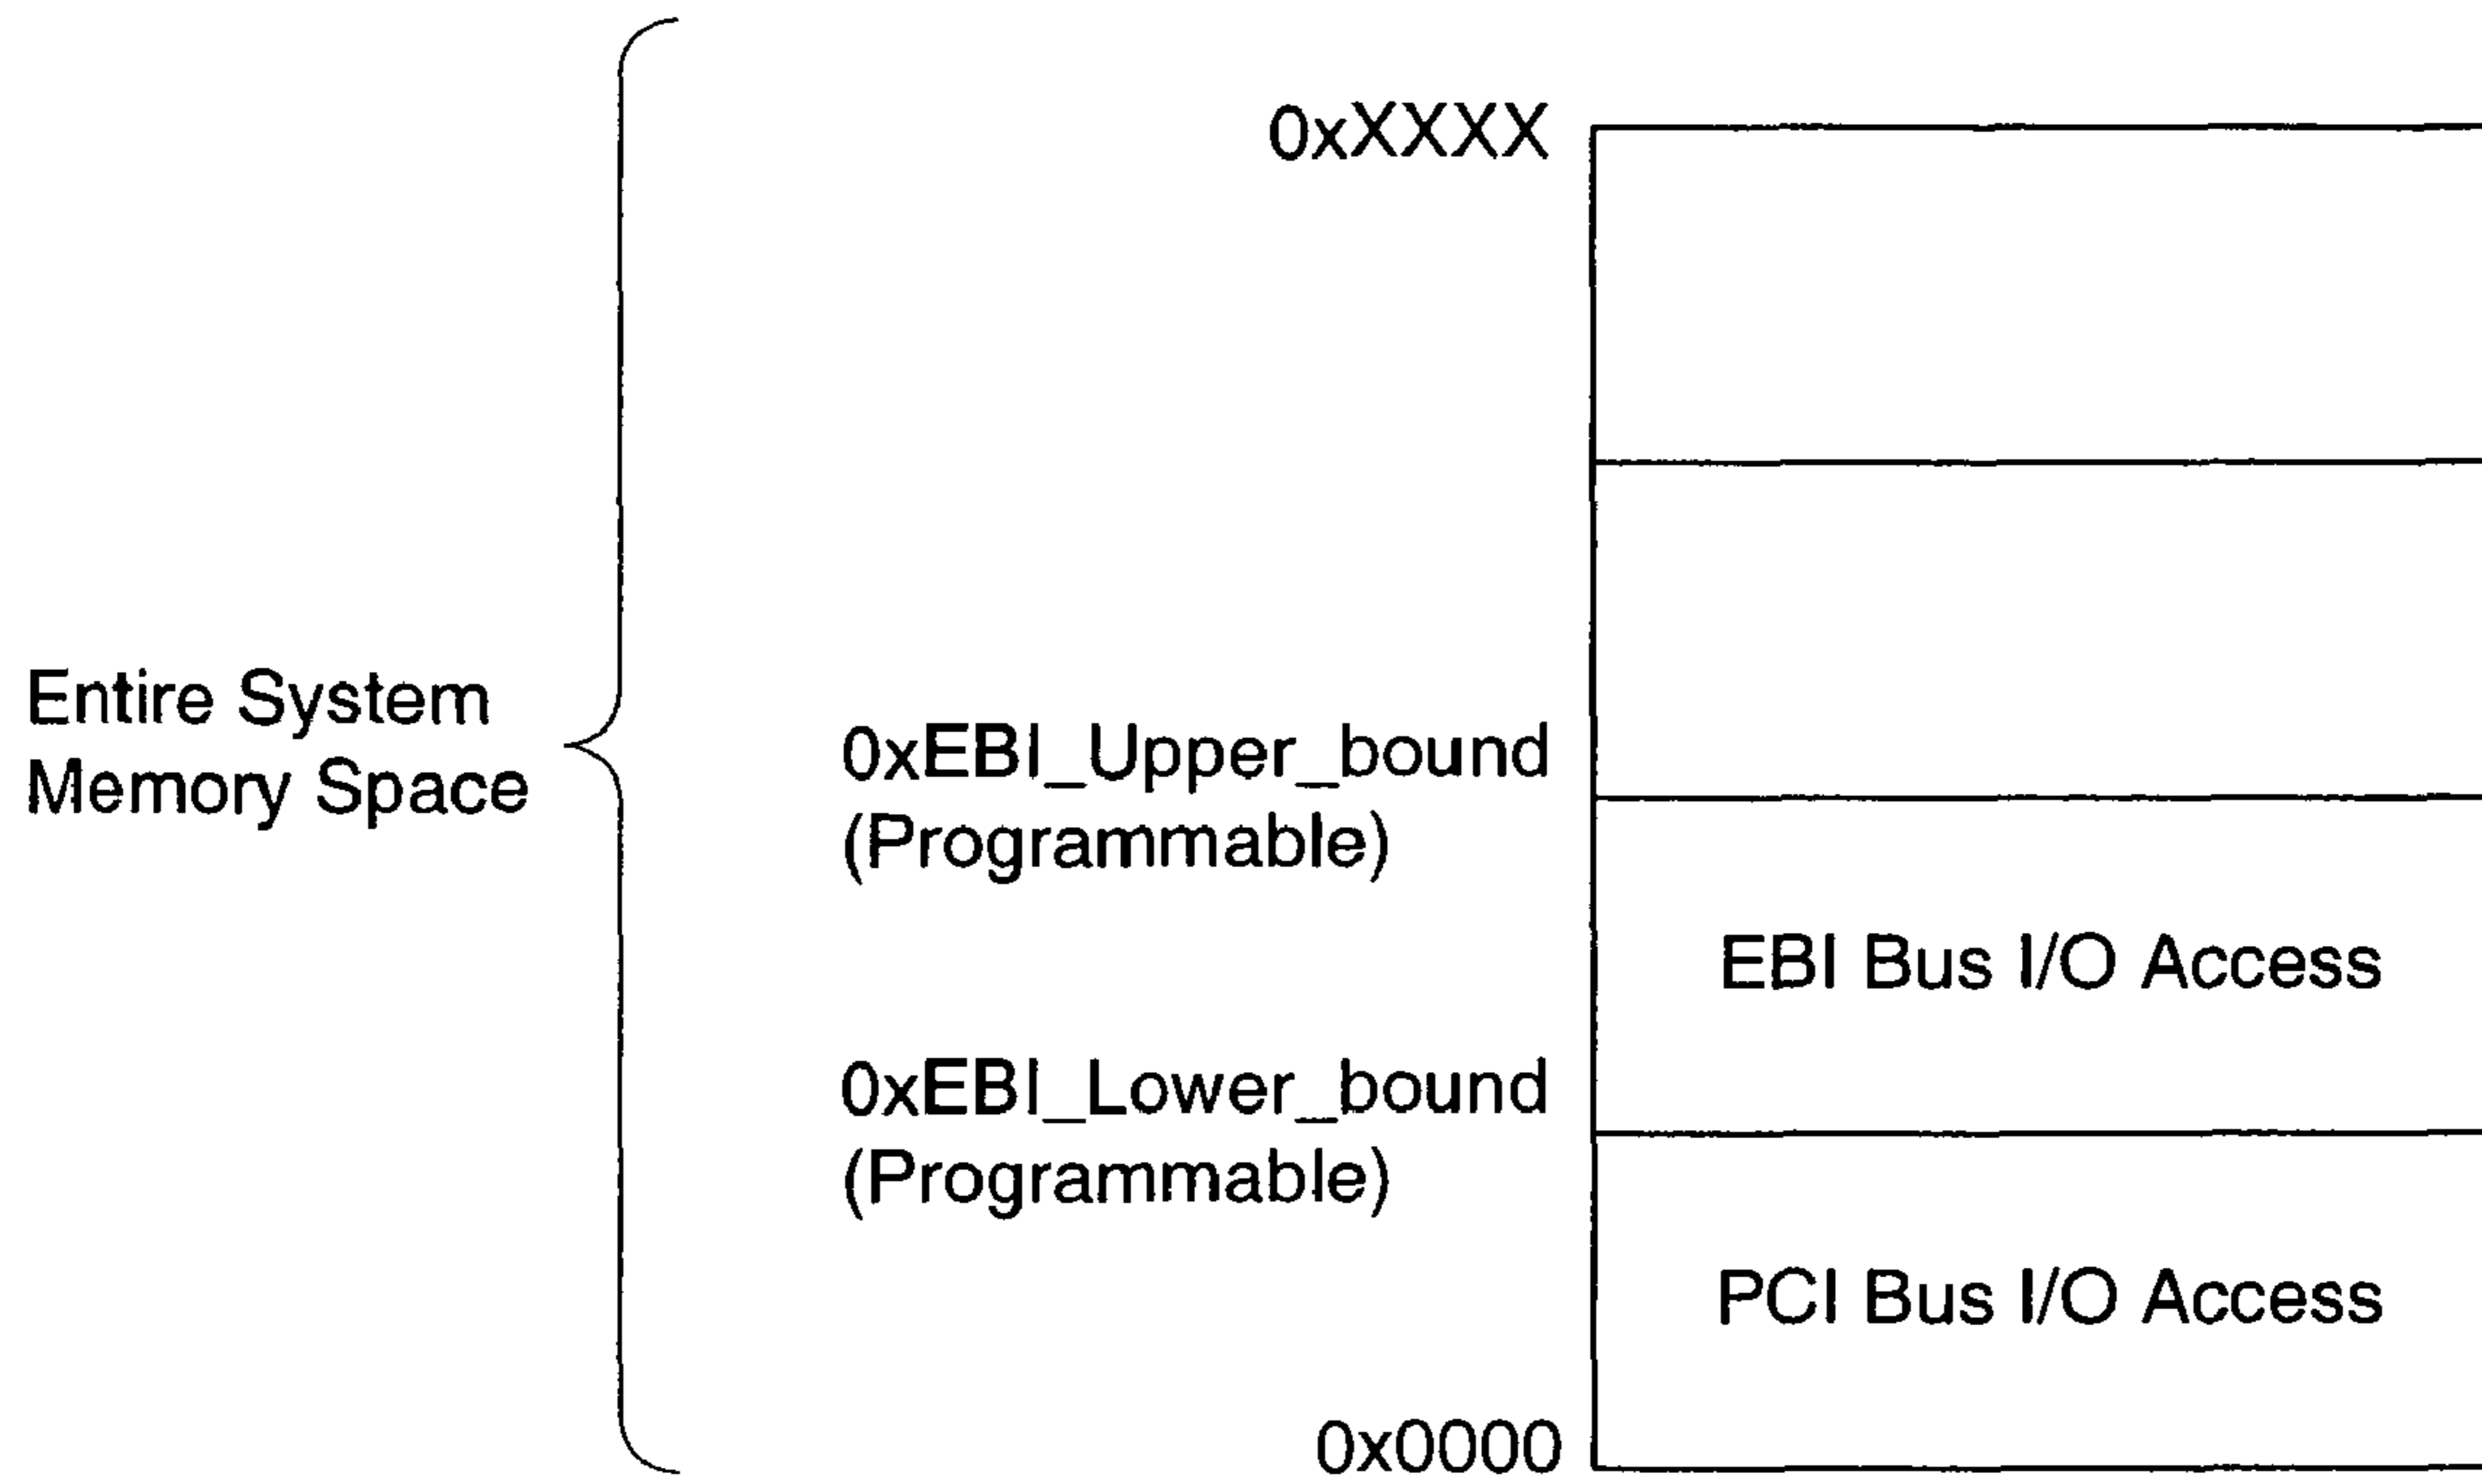 0xXXXX
Entire System
Memory Space
0xEBI_Upper_bound
(Programmable)
EBI Bus I/O Access
0xEBI_Lower_bound
(Programmable)
PCI Bus I/O Access
0x0000